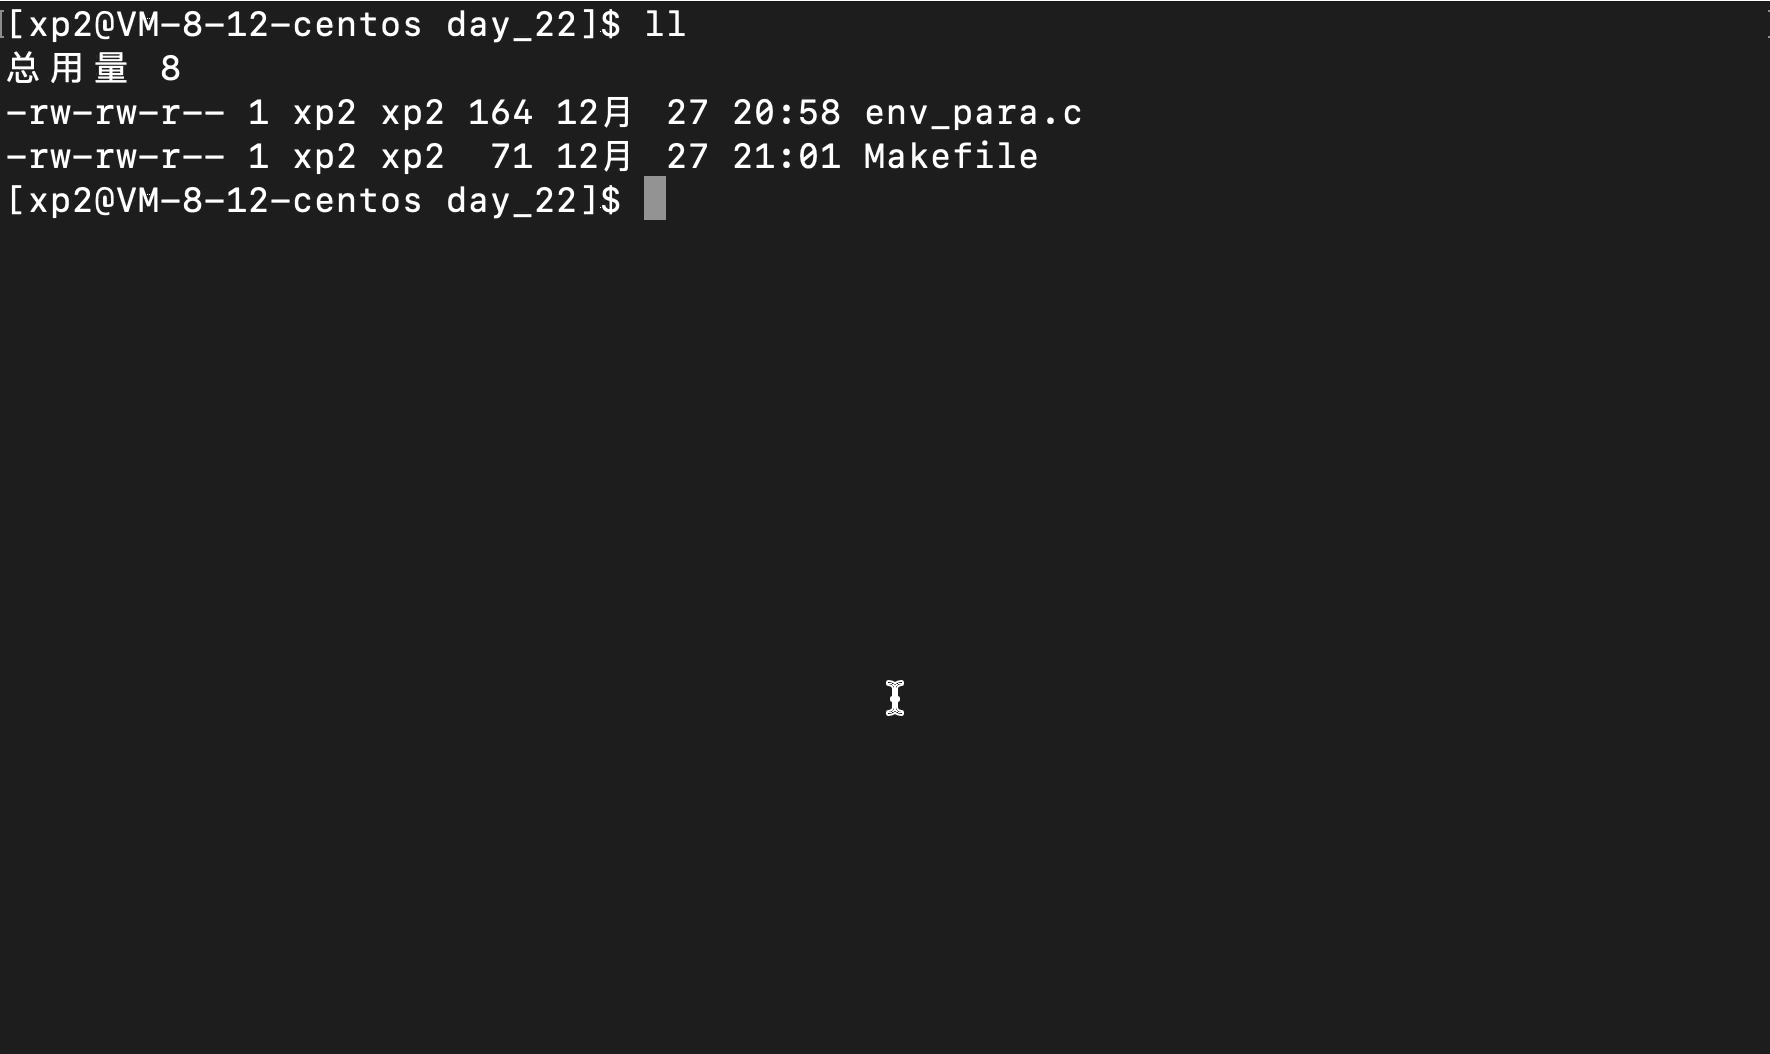 [xp2@VM-8-12-centos day_22]$ ll
总用量 8
-rw-rw-r-- 1 xp2 xp2 164 12月 27 20:58 env_para.c
-rw-rw-r-- 1 xp2 xp2  71 12月 27 21:01 Makefile
[xp2@VM-8-12-centos day_22]$